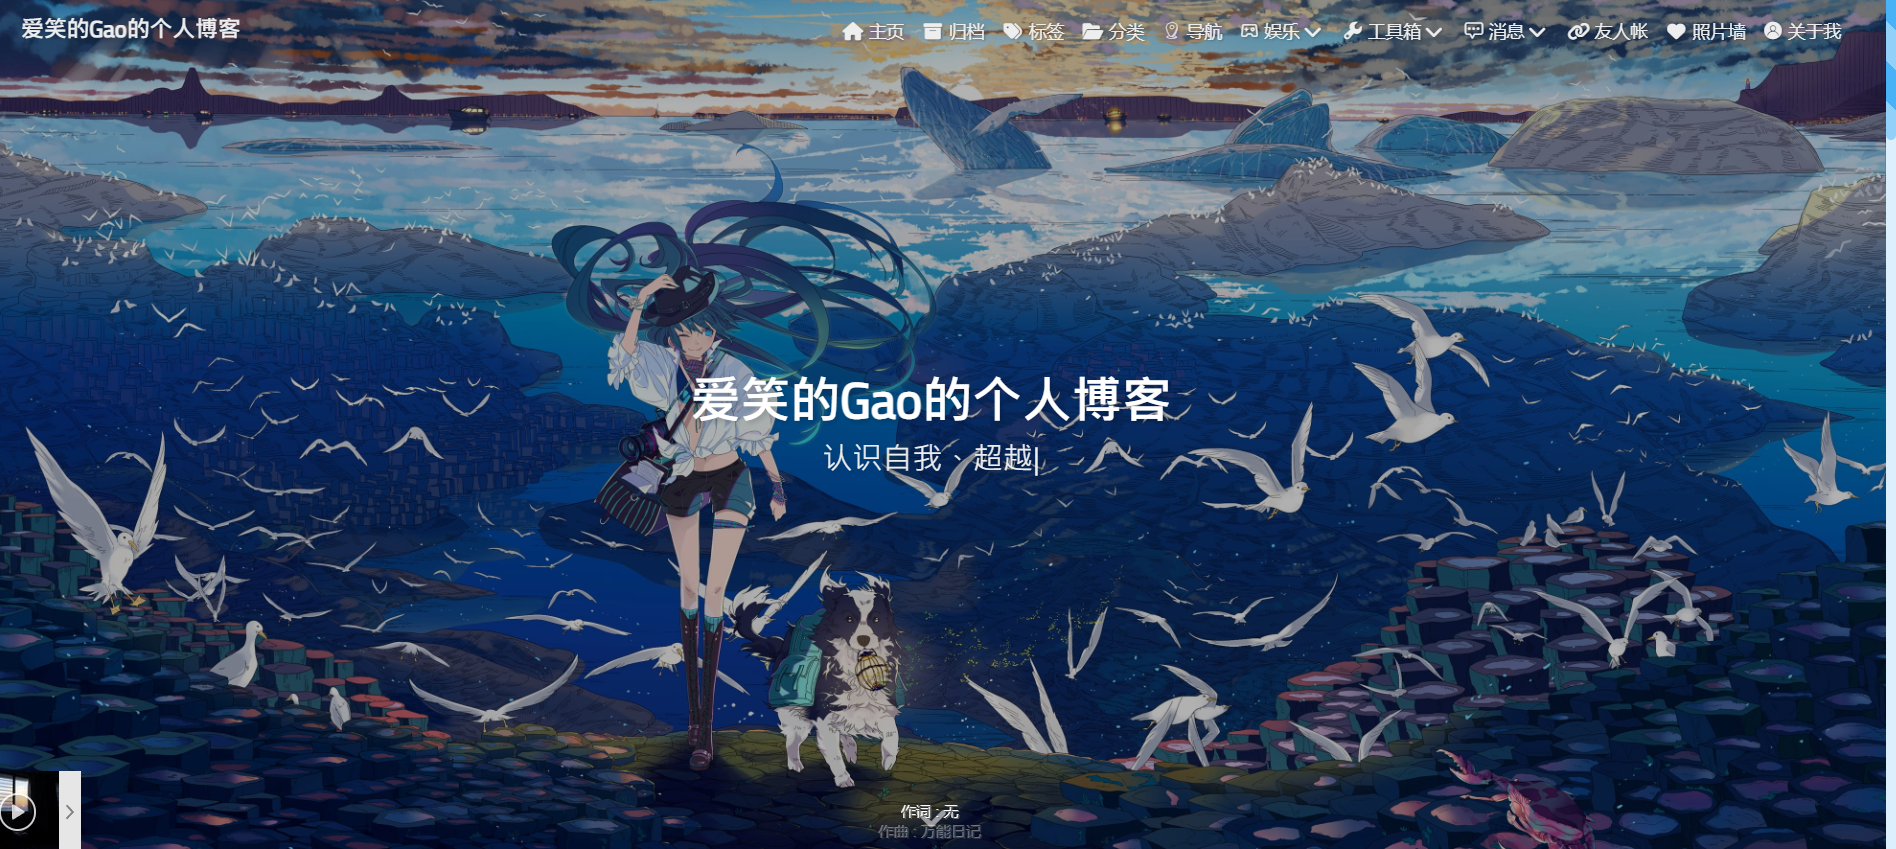 爱笑的Gao的个人博客
主页 归档 标签 分类 导航 娱乐 工具箱 消息 友人帐 照片墙 关于我
爱笑的Gao的个人博客
认识自我、超越|
作词 : 无
作曲 : 万能日记